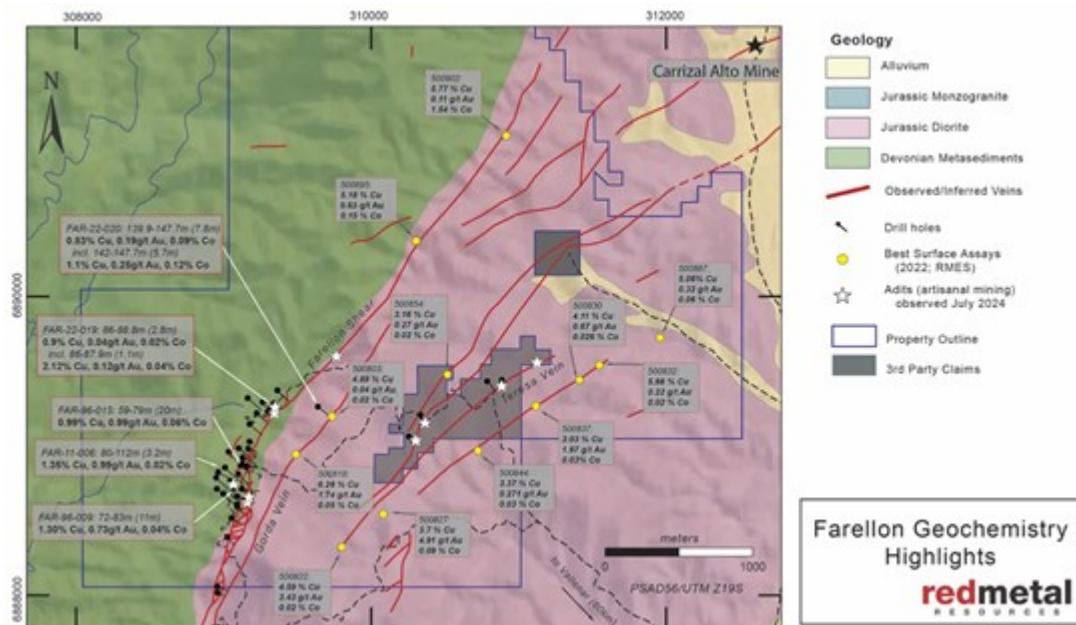 308000
310000
312000
6890000
6888000
N
Carrizal Alto Mine
500802
5.77 % Cu
0.11 g/t Au
1.54 % Co
500895
5.18 % Cu
0.53 g/t Au
0.15 % Co
FAR-22-020: 139.9-147.7m (7.8m)
0.83% Cu, 0.19g/t Au, 0.09% Co
incl. 142-147.7m (5.7m)
1.1% Cu, 0.25g/t Au, 0.12% Co
FAR-22-019: 86-88.8m (2.8m)
0.9% Cu, 0.04g/t Au, 0.02% Co
incl. 86-87.9m (1.1m)
2.12% Cu, 0.12g/t Au, 0.04% Co
FAR-96-015: 59-79m (20m)
0.99% Cu, 0.99g/t Au, 0.06% Co
FAR-11-006: 80-112m (3.2m)
1.35% Cu, 0.99g/t Au, 0.02% Co
FAR-96-009: 72-83m (11m)
1.30% Cu, 0.73g/t Au, 0.04% Co
Farellon Shear
Gorda Vein
Teresa Vein
500854
3.16 % Cu
0.27 g/t Au
0.02 % Co
500803
4.89 % Cu
0.04 g/t Au
0.02 % Co
500830
4.11 % Cu
0.67 g/t Au
0.026 % Co
500887
5.06% Cu
0.32 g/t Au
0.06 % Co
500832
5.66 % Cu
0.22 g/t Au
0.02 % Co
500837
3.03 % Cu
1.97 g/t Au
0.03% Co
500844
3.37 % Cu
0.271 g/t Au
0.03 % Co
500818
6.28 % Cu
1.74 g/t Au
0.05 % Co
500827
3.7 % Cu
4.91 g/t Au
0.08 % Co
500822
4.59 % Cu
3.43 g/t Au
0.02 % Co
to Vallenar (60km)
meters
0
1000
PSAD56/UTM Z19S
Geology
Alluvium
Jurassic Monzogranite
Jurassic Diorite
Devonian Metasediments
Observed/Inferred Veins
Drill holes
Best Surface Assays
(2022; RMES)
Adits (artisanal mining)
observed July 2024
Property Outline
3rd Party Claims
Farellon Geochemistry
Highlights
redmetal
RESOURCES